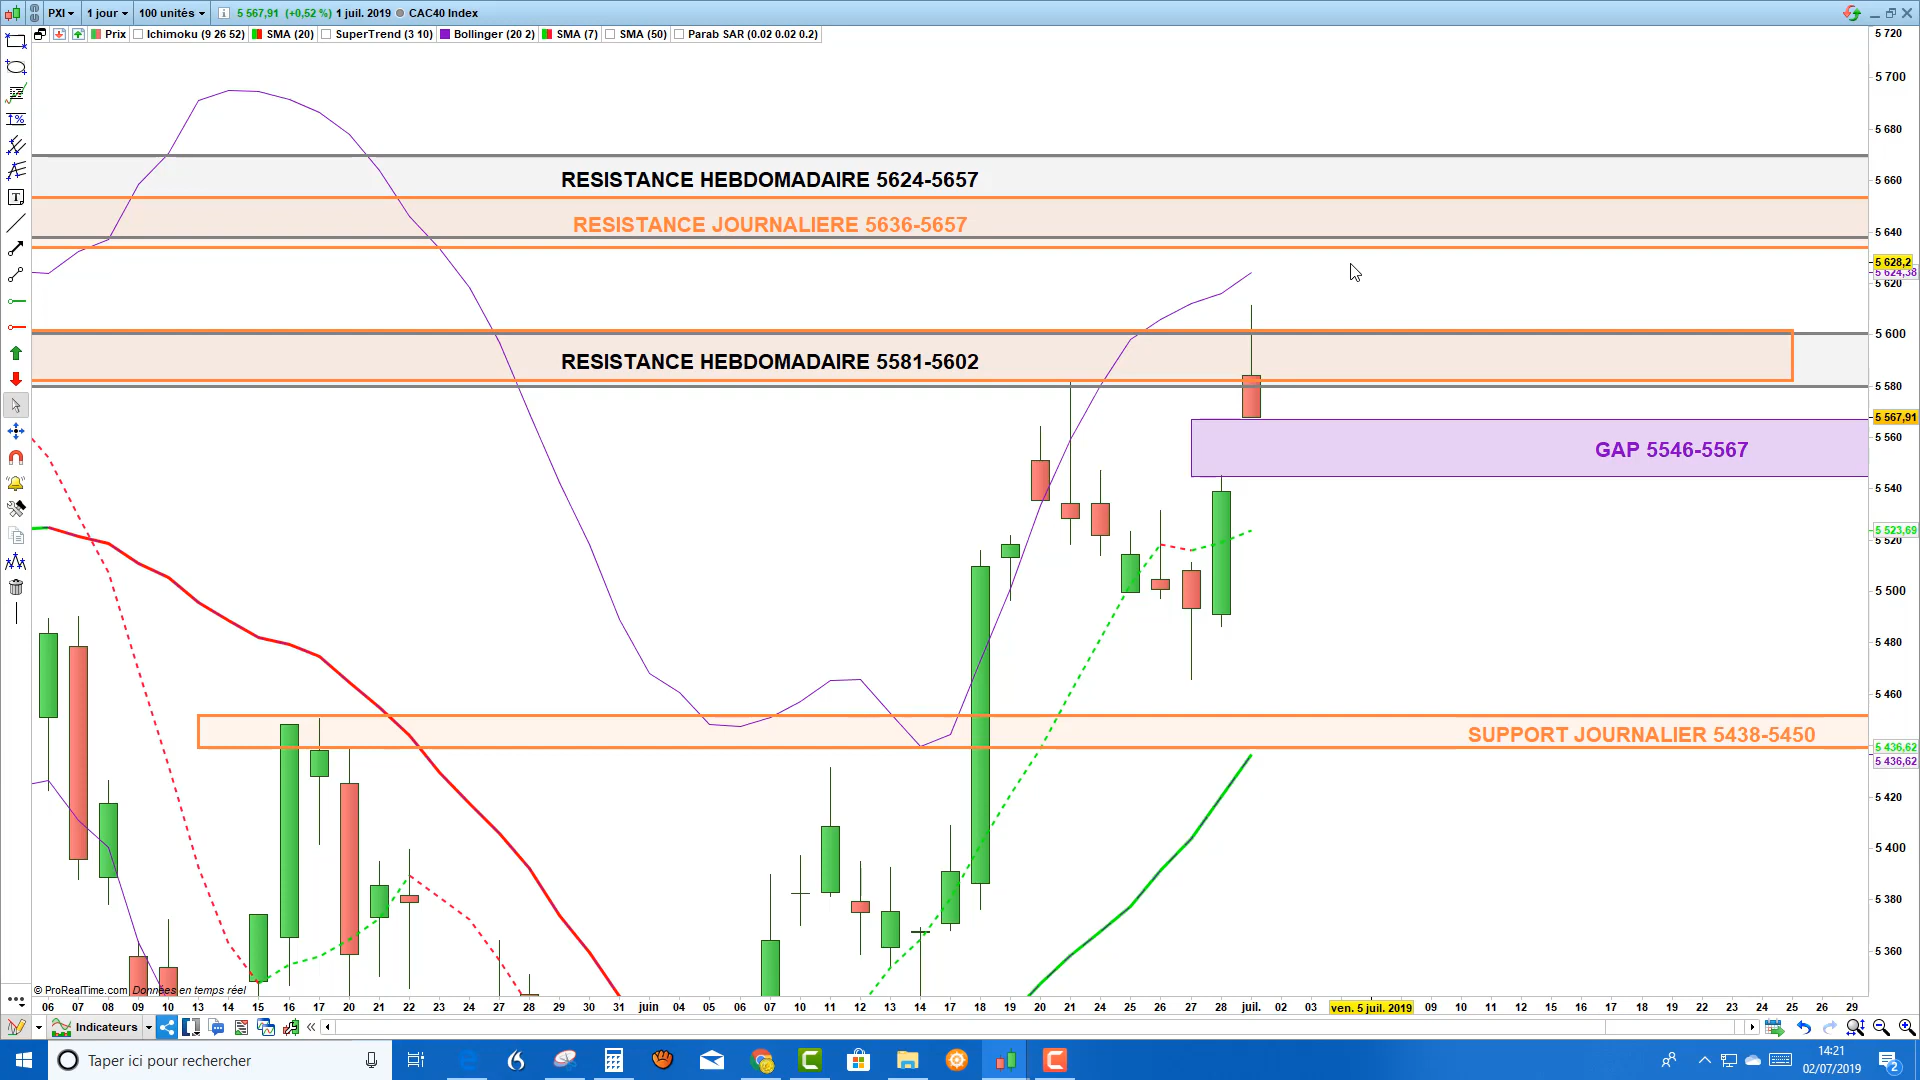 PXI 1 jour 100 unités 5 567,91 (+0,52 %) 1 juil. 2019 CAC40 Index
Prix Ichimoku (9 26 52) SMA (20) SuperTrend (3 10) Bollinger (20 2) SMA (7) SMA (50) Parab SAR (0.02 0.02 0.2)
5 720
5 700
5 680
RESISTANCE HEBDOMADAIRE 5624-5657
5 660
RESISTANCE JOURNALIERE 5636-5657
5 640
5 628,2
5 624,38
5 620
5 600
RESISTANCE HEBDOMADAIRE 5581-5602
5 580
5 567,91
5 560
GAP 5546-5567
5 540
5 523,69
5 520
5 500
5 480
5 460
SUPPORT JOURNALIER 5438-5450
5 436,62
5 436,62
5 420
5 400
5 380
5 360
© ProRealTime.com Données en temps réel
06 07 08 09 10 13 14 15 16 17 20 21 22 23 24 27 28 29 30 31 juin 04 05 06 07 10 11 12 13 14 17 18 19 20 21 24 25 26 27 28 juil. 02 03 ven. 5 juil. 2019 09 10 11 12 15 16 17 18 19 22 23 24 25 26 29
Indicateurs
Taper ici pour rechercher
14:21
02/07/2019
2